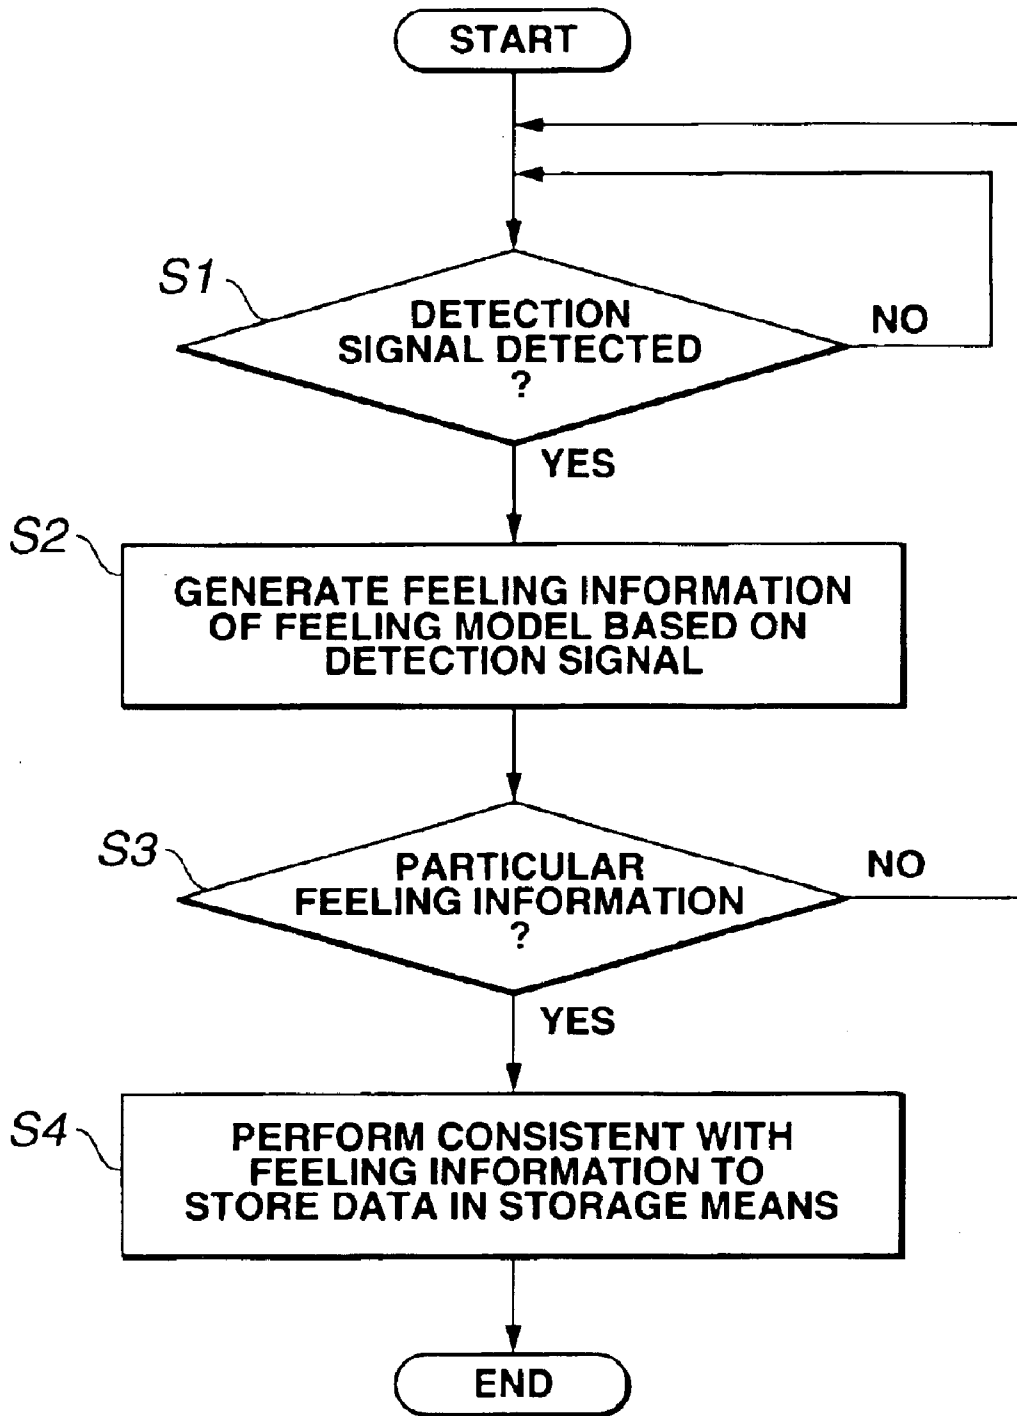 START
S1
DETECTION
SIGNAL DETECTED
?
NO
YES
S2
GENERATE FEELING INFORMATION
OF FEELING MODEL BASED ON
DETECTION SIGNAL
S3
PARTICULAR
FEELING INFORMATION
?
NO
YES
S4
PERFORM CONSISTENT WITH
FEELING INFORMATION TO
STORE DATA IN STORAGE MEANS
END